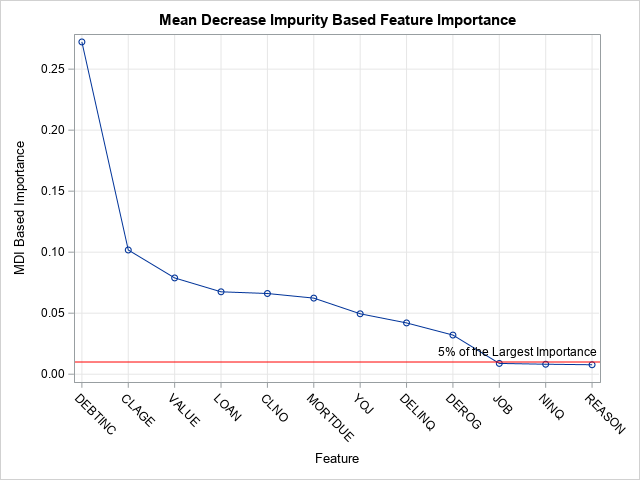 Mean Decrease Impurity Based Feature Importance
0.25
0.20
0.15
0.10
0.05
0.00
MDI Based Importance
5% of the Largest Importance
DEBTINC
CLAGE
VALUE
LOAN
CLNO
MORTDUE
YOJ
DELINQ
DEROG
JOB
NINQ
REASON
Feature